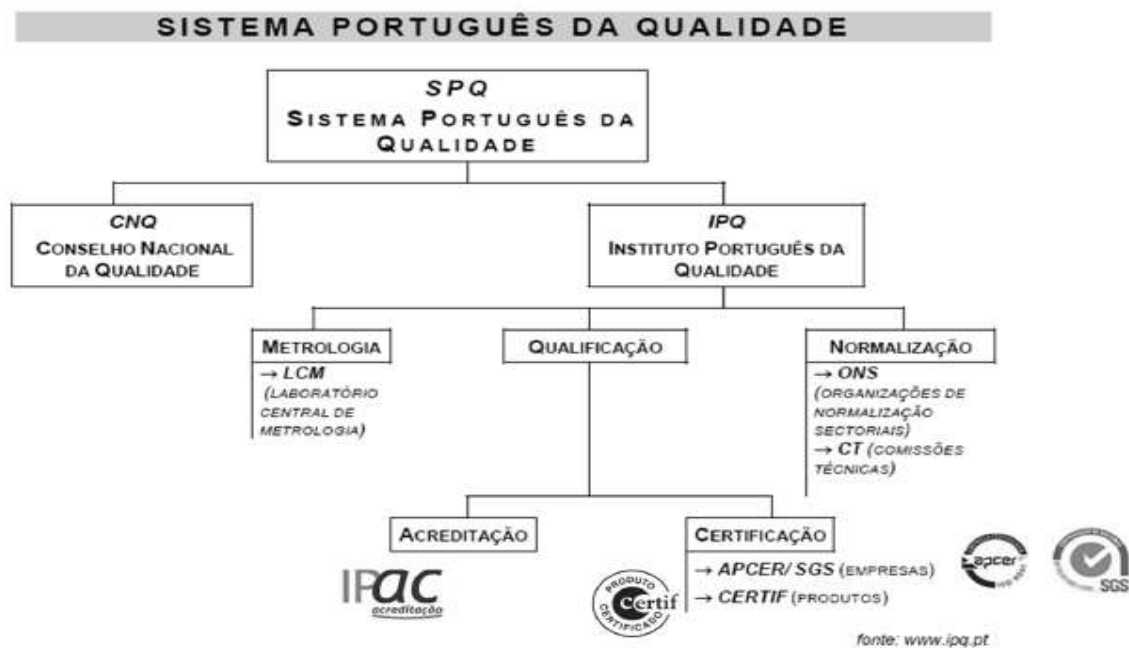 SISTEMA PORTUGUÊS DA QUALIDADE
SPQ
SISTEMA PORTUGUÊS DA
QUALIDADE
CNQ
CONSELHO NACIONAL
DA QUALIDADE
IPQ
INSTITUTO PORTUGUÊS DA
QUALIDADE
METROLOGIA
→ LCM
(LABORATÓRIO
CENTRAL DE
METROLOGIA)
QUALIFICAÇÃO
NORMALIZAÇÃO
→ ONS
(ORGANIZAÇÕES DE
NORMALIZAÇÃO
SECTORIAIS)
→ CT (COMISSÕES
TÉCNICAS)
ACREDITAÇÃO
IPac
acreditação
CERTIFICAÇÃO
→ APCER/ SGS (EMPRESAS)
→ CERTIF (PRODUTOS)
PRODUTO
certif
CERTIFICADO
apcer
SGS
fonte: www.ipq.pt